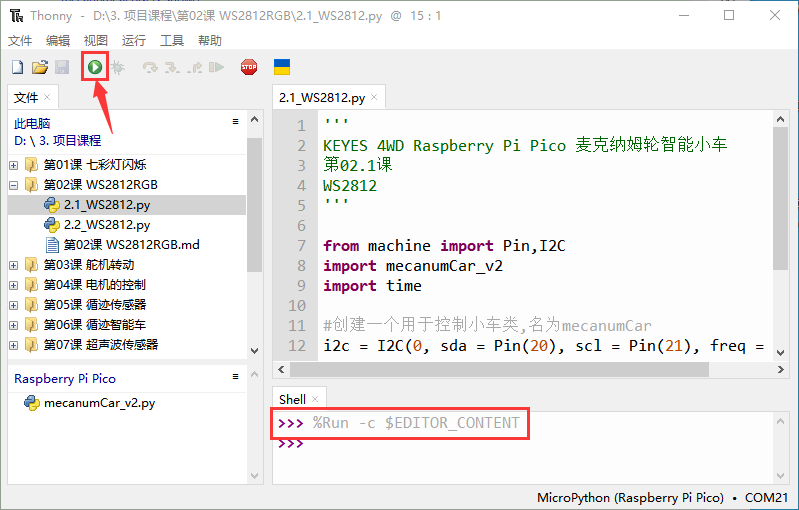 Thonny - D:\3. 项目课程\第02课 WS2812RGB\2.1_WS2812.py @ 15 : 1
文件 编辑 视图 运行 工具 帮助
STOP
文件
此电脑
D: \ 3. 项目课程
第01课 七彩灯闪烁
第02课 WS2812RGB
2.1_WS2812.py
2.2_WS2812.py
第02课 WS2812RGB.md
第03课 舵机转动
第04课 电机的控制
第05课 循迹传感器
第06课 循迹智能车
第07课 超声波传感器
Raspberry Pi Pico
mecanumCar_v2.py
2.1_WS2812.py
1 '''
2 KEYES 4WD Raspberry Pi Pico 麦克纳姆轮智能小车
3 第02.1课
4 WS2812
5 '''
6
7 from machine import Pin,I2C
8 import mecanumCar_v2
9 import time
10
11 #创建一个用于控制小车类,名为mecanumCar
12 i2c = I2C(0, sda = Pin(20), scl = Pin(21), freq =
Shell
>>> %Run -c $EDITOR_CONTENT
>>>
MicroPython (Raspberry Pi Pico) • COM21